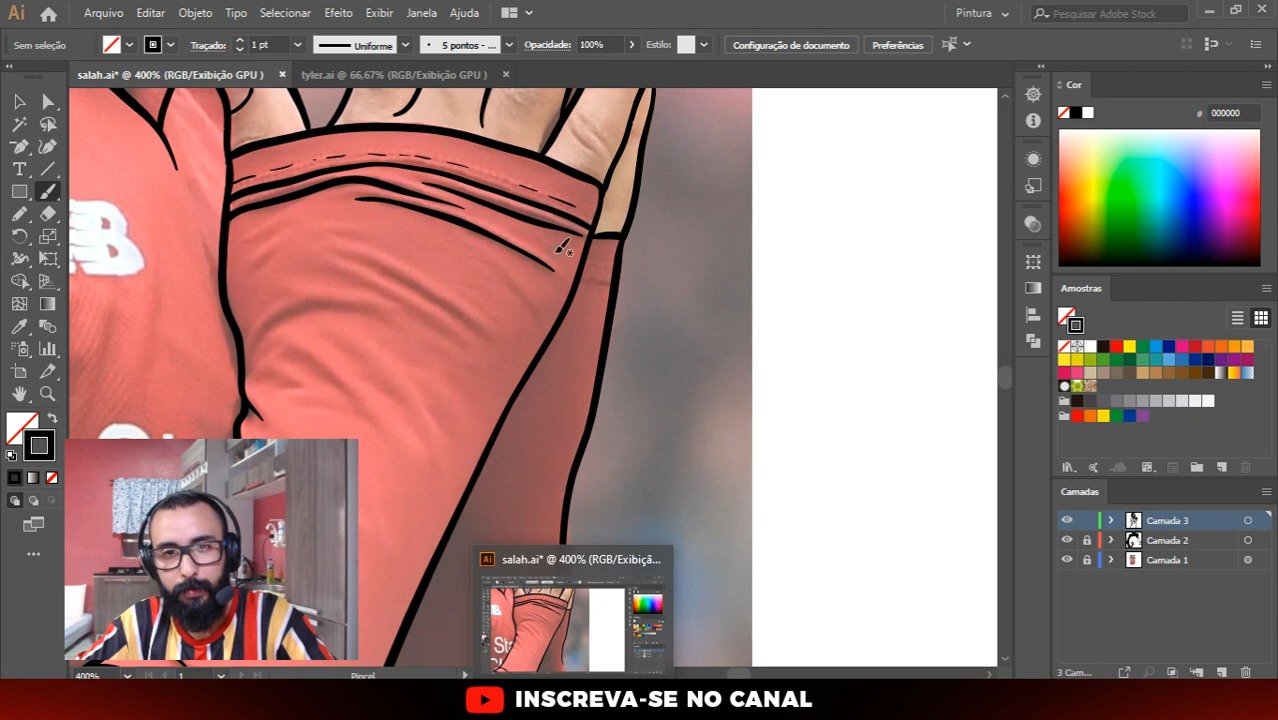 Ai Arquivo Editar Objeto Tipo Selecionar Efeito Exibir Janela Ajuda Pintura Pesquisar Adobe Stock
Sem seleção Traçado: 1 pt Uniforme 5 pontos - ... Opacidade: 100% Estilo: Configuração de documento Preferências
salah.ai* @ 400% (RGB/Exibição GPU ) × tyler.ai @ 66,67% (RGB/Exibição GPU ) ×
Cor
# 000000
Amostras
Camadas
Camada 3
Camada 2
Camada 1
Ai salah.ai* @ 400% (RGB/Exibiçã...
400% 1 Pincel 3 Cam...
INSCREVA-SE NO CANAL